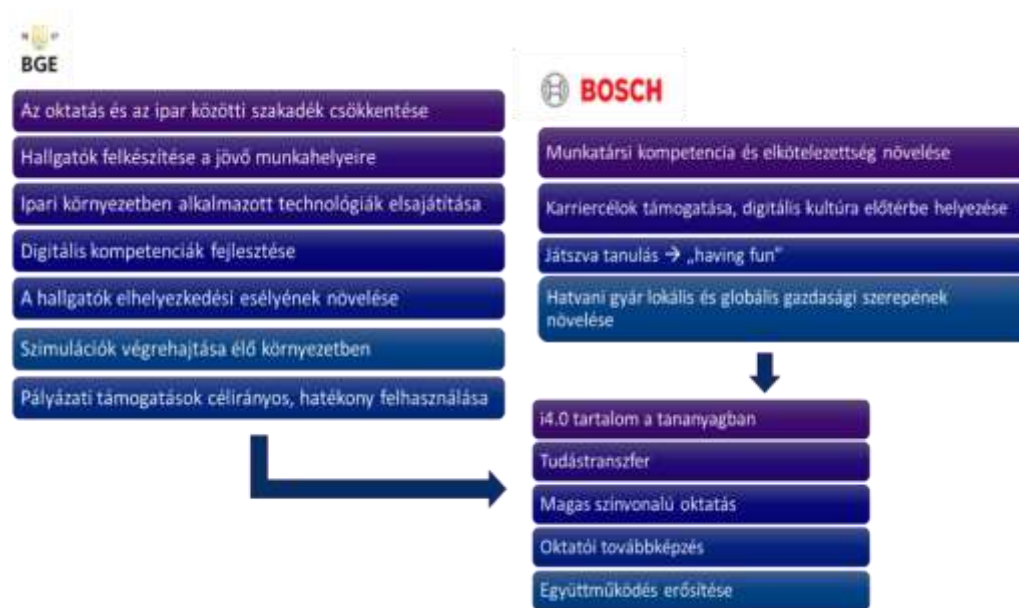 BGE
Az oktatás és az ipar közötti szakadék csökkentése
Hallgatók felkészítése a jövő munkahelyeire
Ipari környezetben alkalmazott technológiák elsajátítása
Digitális kompetenciák fejlesztése
A hallgatók elhelyezkedési esélyének növelése
Szimulációk végrehajtása élő környezetben
Pályázati támogatások célirányos, hatékony felhasználása
BOSCH
Munkatársi kompetencia és elkötelezettség növelése
Karriercélok támogatása, digitális kultúra előtérbe helyezése
Játszva tanulás → „having fun"
Hatvani gyár lokális és globális gazdasági szerepének
növelése
i4.0 tartalom a tananyagban
Tudástranszfer
Magas színvonalú oktatás
Oktatói továbbképzés
Együttműködés erősítése